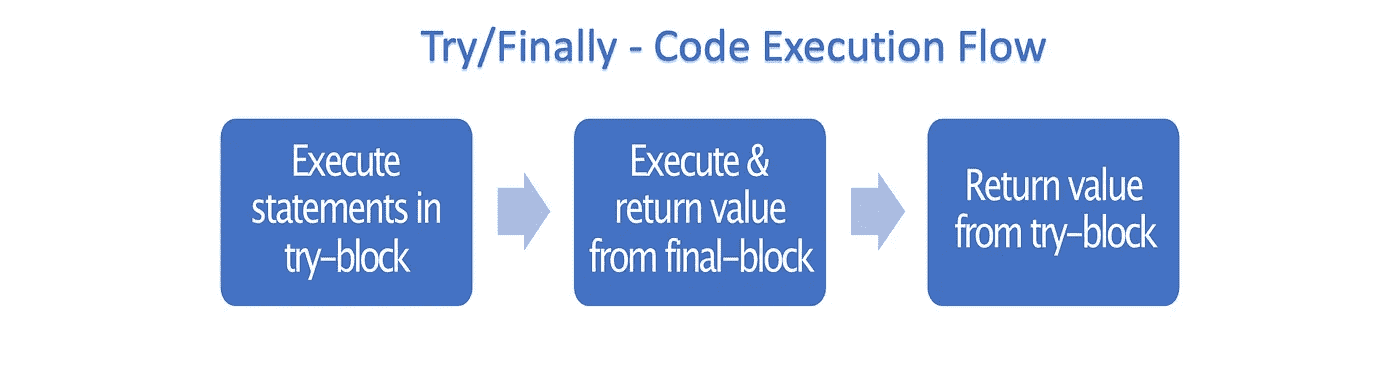 Try/Finally - Code Execution Flow
Execute
statements in
try–block
Execute &
return value
from final–block
Return value
from try–block